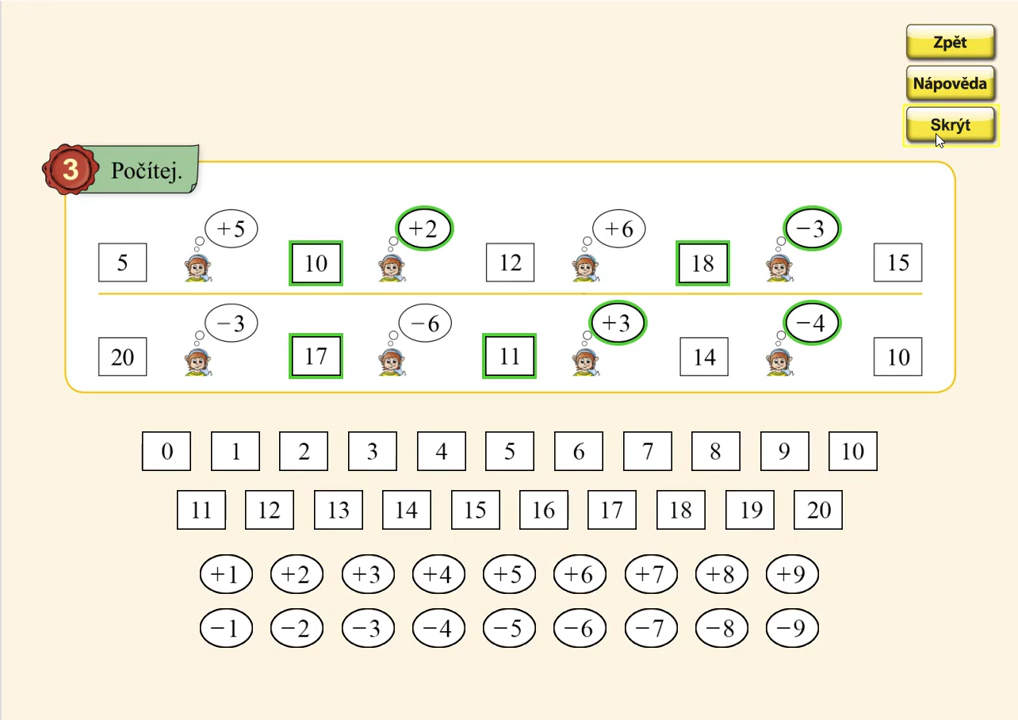 Zpět
Nápověda
Skrýt
3 Počítej.
+5 +2 +6 −3
5 10 12 18 15
−3 −6 +3 −4
20 17 11 14 10
0 1 2 3 4 5 6 7 8 9 10
11 12 13 14 15 16 17 18 19 20
+1 +2 +3 +4 +5 +6 +7 +8 +9
−1 −2 −3 −4 −5 −6 −7 −8 −9